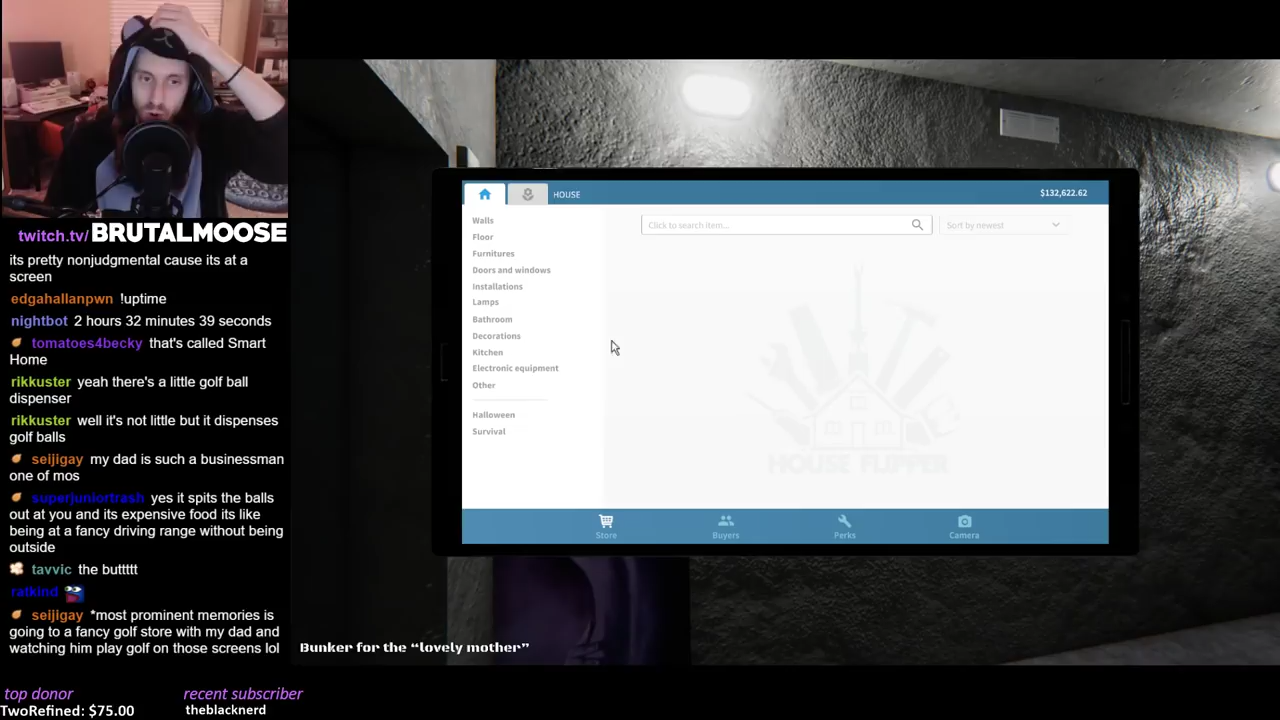 twitch.tv/BRUTALMOOSE
its pretty nonjudgmental cause its at a
screen
edgahallanpwn !uptime
nightbot 2 hours 32 minutes 39 seconds
tomatoes4becky that's called Smart
Home
rikkuster yeah there's a little golf ball
dispenser
rikkuster well it's not little but it dispenses
golf balls
seijigay my dad is such a businessman
one of mos
superjuniortrash yes it spits the balls
out at you and its expensive food its like
being at a fancy driving range without being
outside
tavvic the buttttt
ratkind
seijigay *most prominent memories is
going to a fancy golf store with my dad and
watching him play golf on those screens lol
top donor
TwoRefined: $75.00
recent subscriber
theblacknerd
HOUSE
$132,622.62
Click to search item...
Sort by newest
Walls
Floor
Furnitures
Doors and windows
Installations
Lamps
Bathroom
Decorations
Kitchen
Electronic equipment
Other
Halloween
Survival
HOUSE FLIPPER
Store
Buyers
Perks
Camera
Bunker for the “lovely mother”